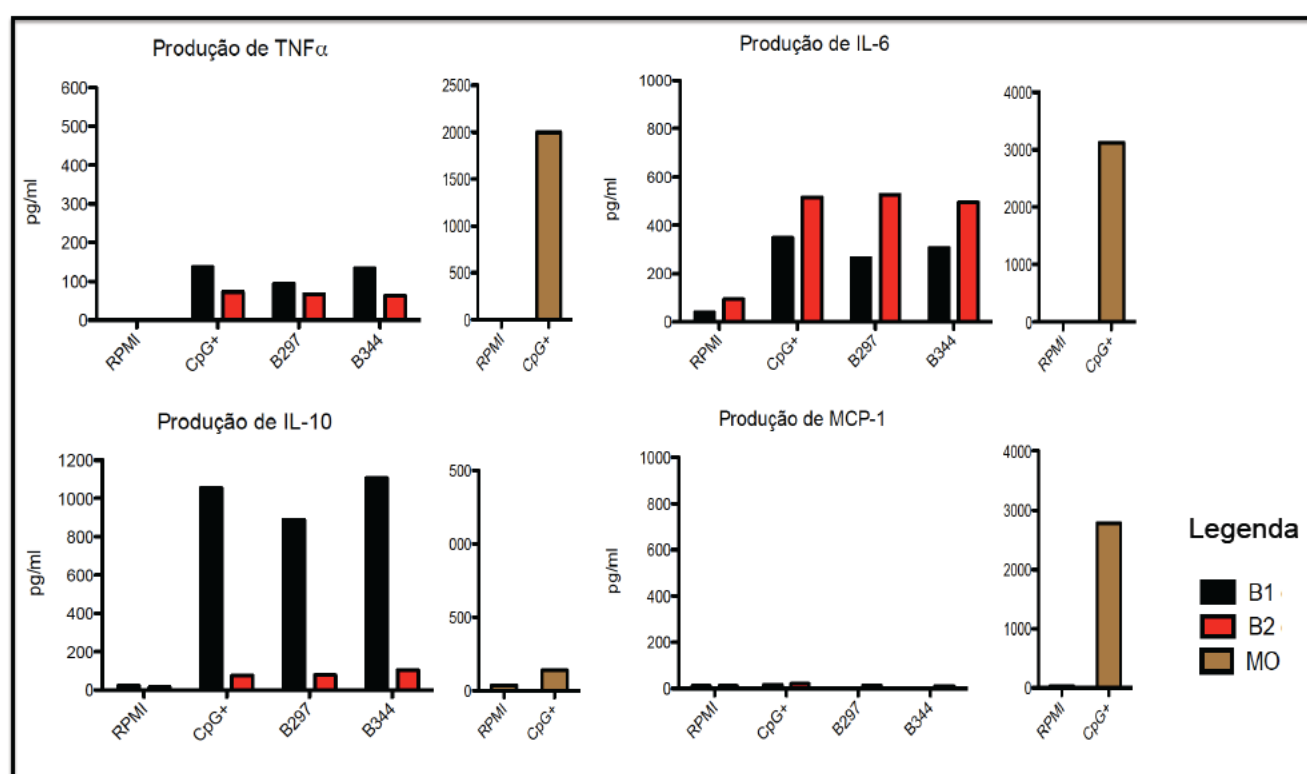 Produção de TNFα
pg/ml
600
500
400
300
200
100
0
RPMI
CpG+
B297
B344
2500
2000
1500
1000
500
0
RPMI
CpG+
Produção de IL-6
pg/ml
1000
800
600
400
200
0
RPMI
CpG+
B297
B344
4000
3000
2000
1000
0
RPMI
CpG+
Produção de IL-10
pg/ml
1200
1000
800
600
400
200
0
RPMI
CpG+
B297
B344
500
000
500
0
RPMI
CpG+
Produção de MCP-1
pg/ml
1000
800
600
400
200
0
RPMI
CpG+
B297
B344
4000
3000
2000
1000
0
RPMI
CpG+
Legenda
B1
B2
MO